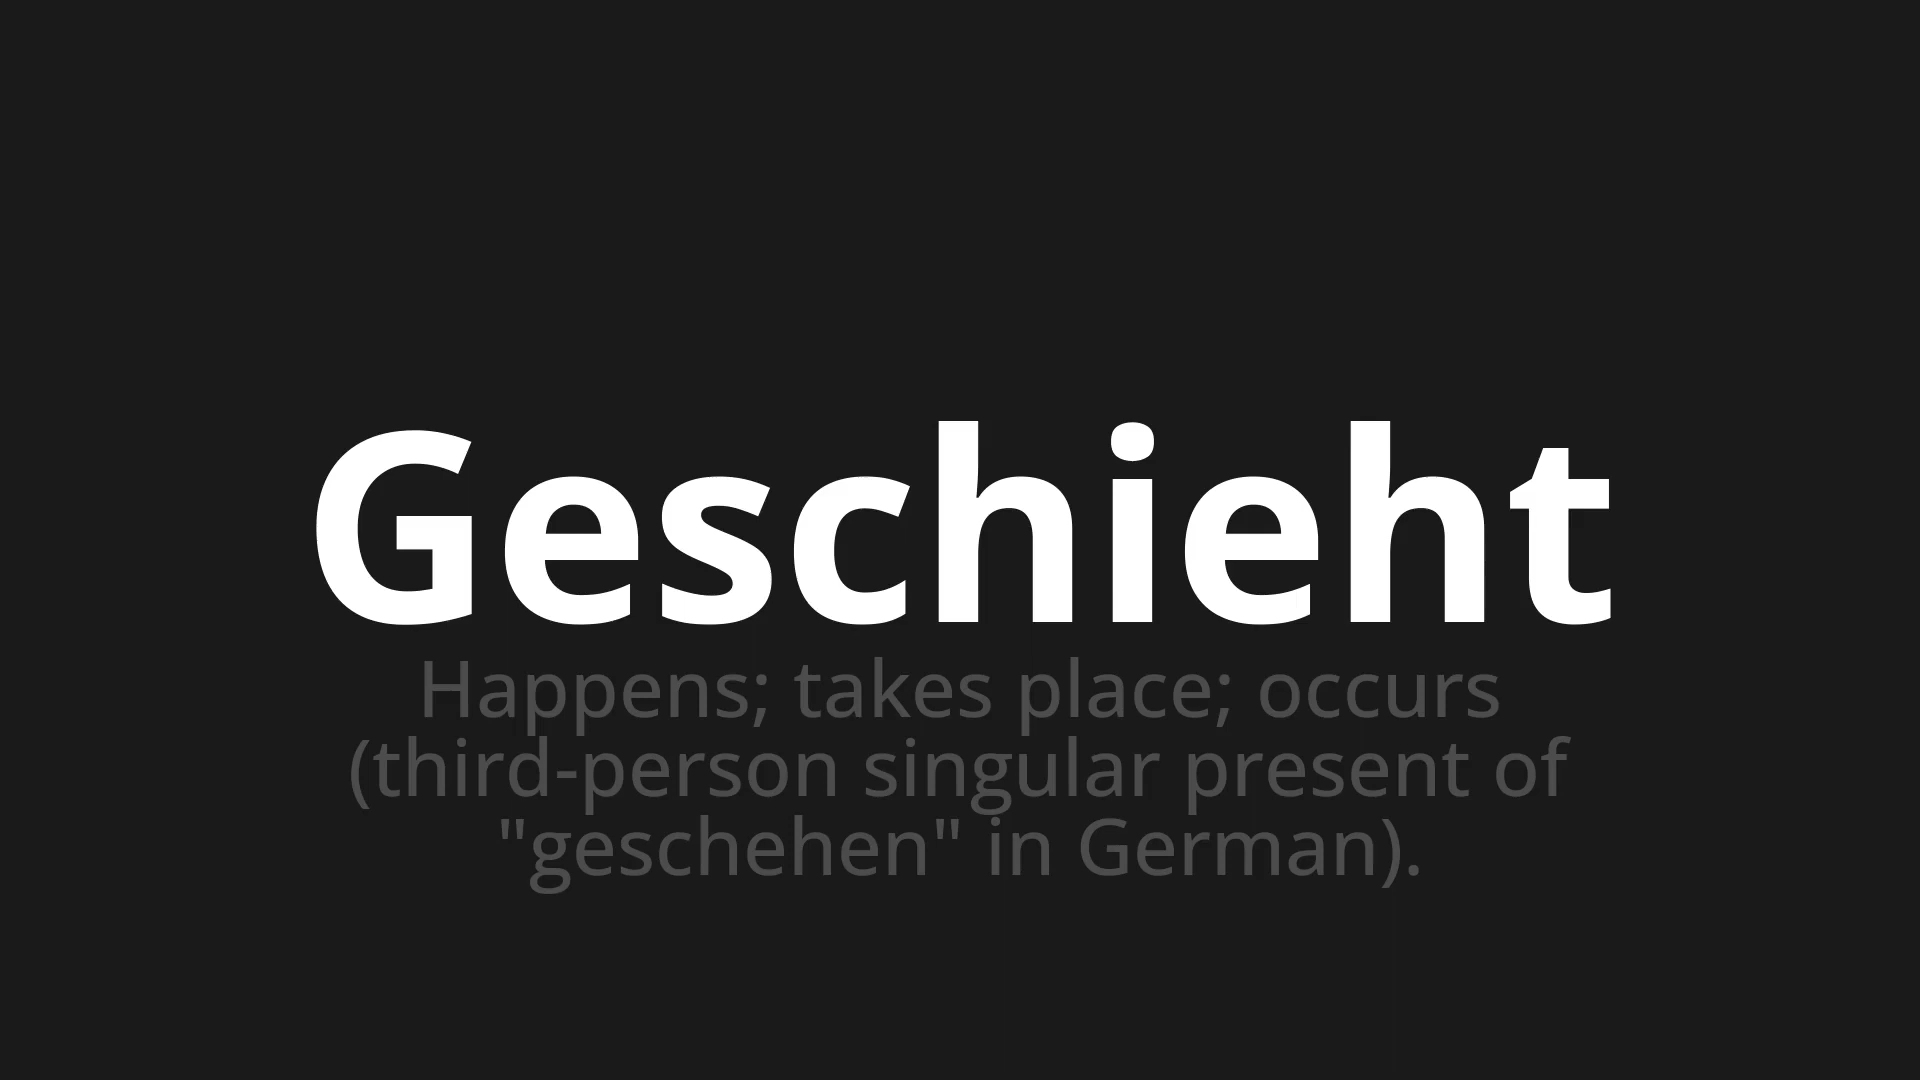 Geschieht
Happens; takes place; occurs
(third-person singular present of
"geschehen" in German).